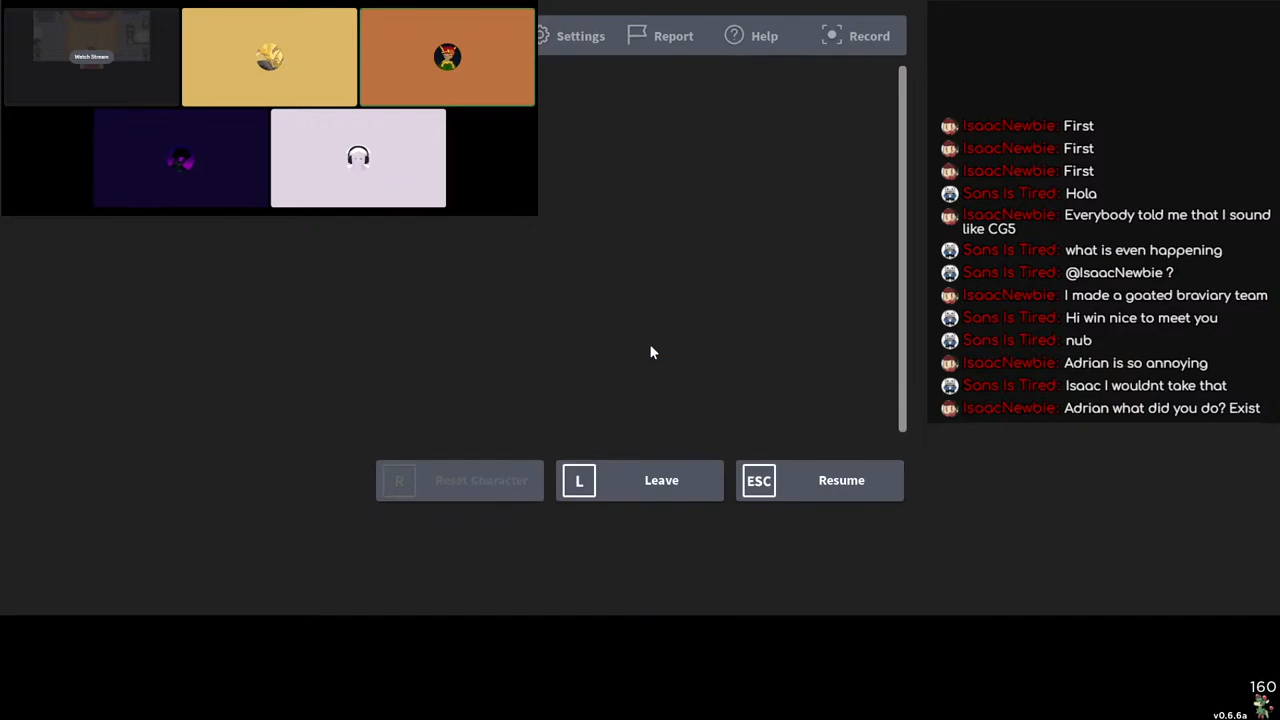 Watch Stream
Settings
Report
Help
Record
IsaacNewbie: First
IsaacNewbie: First
IsaacNewbie: First
Sans Is Tired: Hola
IsaacNewbie: Everybody told me that I sound
like CG5
Sans Is Tired: what is even happening
Sans Is Tired: @IsaacNewbie ?
IsaacNewbie: I made a goated braviary team
Sans Is Tired: Hi win nice to meet you
Sans Is Tired: nub
IsaacNewbie: Adrian is so annoying
Sans Is Tired: Isaac I wouldnt take that
IsaacNewbie: Adrian what did you do? Exist
R Reset Character
L Leave
ESC Resume
160
v0.6.6a